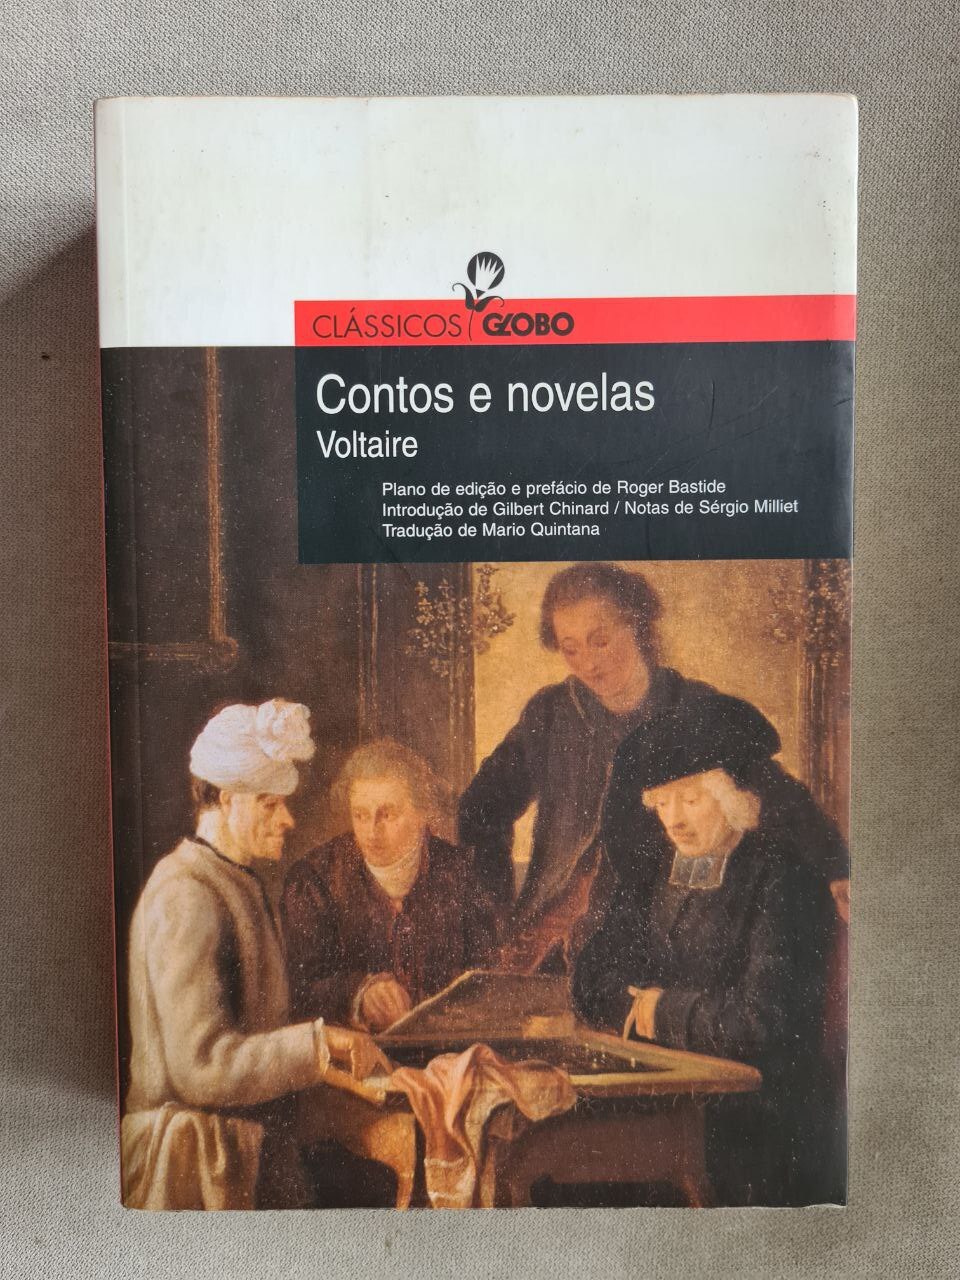 CLÁSSICOS GLOBO
Contos e novelas
Voltaire
Plano de edição e prefácio de Roger Bastide
Introdução de Gilbert Chinard / Notas de Sérgio Milliet
Tradução de Mario Quintana